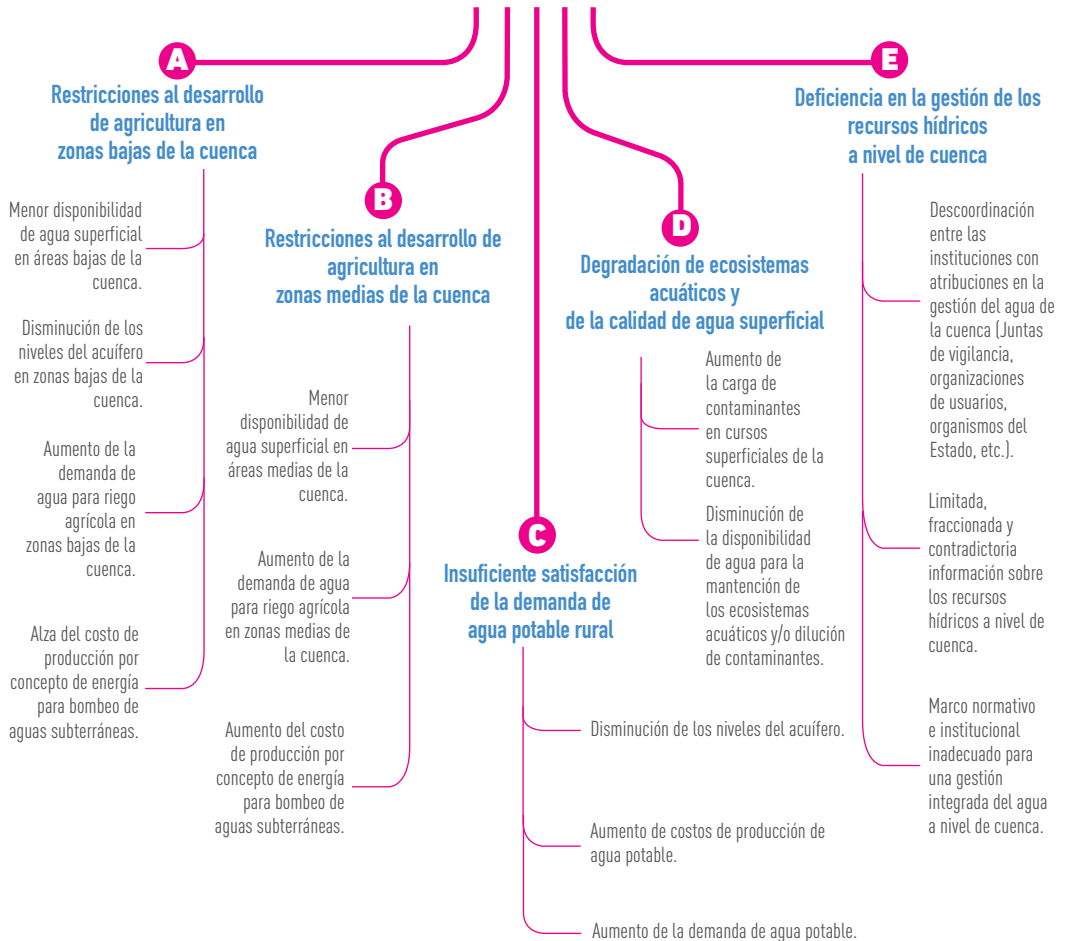 A
Restricciones al desarrollo
de agricultura en
zonas bajas de la cuenca
Menor disponibilidad
de agua superficial
en áreas bajas de la
cuenca.
Disminución de los
niveles del acuífero
en zonas bajas de la
cuenca.
Aumento de la
demanda de
agua para riego
agrícola en
zonas bajas de la
cuenca.
Alza del costo de
producción por
concepto de energía
para bombeo de
aguas subterráneas.
B
Restricciones al desarrollo de
agricultura en
zonas medias de la cuenca
Menor
disponibilidad de
agua superficial en
áreas medias de la
cuenca.
Aumento de la
demanda de agua
para riego agrícola
en zonas medias de
la cuenca.
Aumento del costo
de producción por
concepto de energía
para bombeo de
aguas subterráneas.
C
Insuficiente satisfacción
de la demanda de
agua potable rural
Disminución de los niveles del acuífero.
Aumento de costos de producción de
agua potable.
Aumento de la demanda de agua potable.
D
Degradación de ecosistemas
acuáticos y
de la calidad de agua superficial
Aumento de
la carga de
contaminantes
en cursos
superficiales de la
cuenca.
Disminución de
la disponibilidad
de agua para la
mantención de
los ecosistemas
acuáticos y/o dilución
de contaminantes.
E
Deficiencia en la gestión de los
recursos hídricos
a nivel de cuenca
Descoordinación
entre las
instituciones con
atribuciones en la
gestión del agua de
la cuenca (Juntas
de vigilancia,
organizaciones
de usuarios,
organismos del
Estado, etc.).
Limitada,
fraccionada y
contradictoria
información sobre
los recursos
hídricos a nivel de
cuenca.
Marco normativo
e institucional
inadecuado para
una gestión
integrada del agua
a nivel de cuenca.